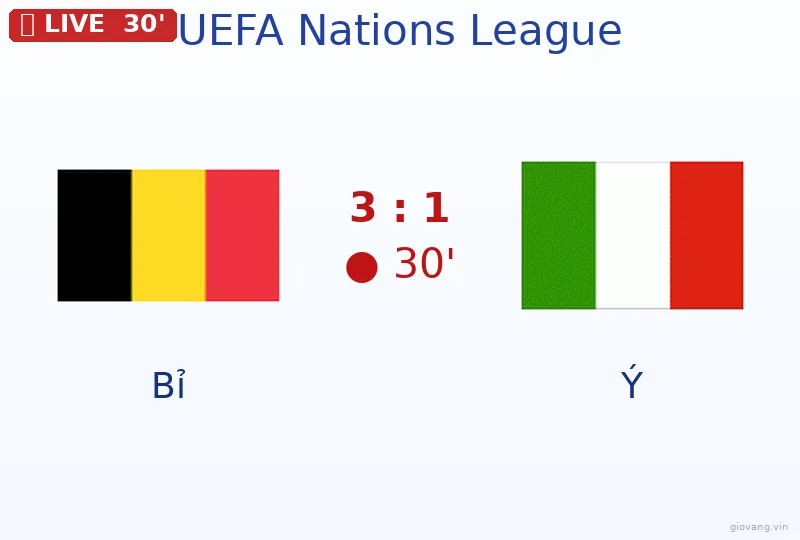 LIVE 30'
UEFA Nations League
3 : 1
30'
Bỉ
Ý
giovang.vin